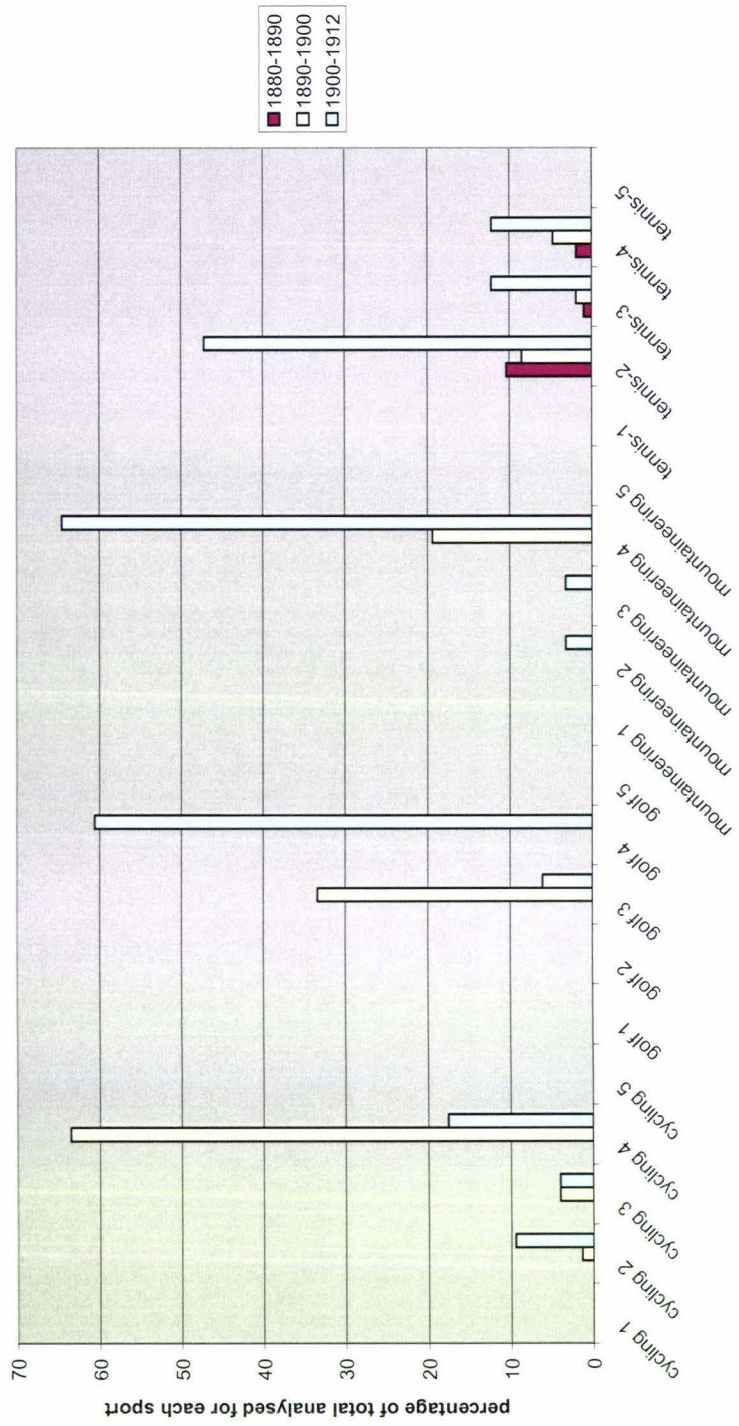 percentage of total analysed for each sport
70
60
50
40
30
20
10
0
cycling 1
cycling 2
cycling 3
cycling 4
cycling 5
golf 1
golf 2
golf 3
golf 4
golf 5
mountaineering 1
mountaineering 2
mountaineering 3
mountaineering 4
mountaineering 5
tennis-1
tennis-2
tennis-3
tennis-4
tennis-5
1880-1890
1890-1900
1900-1912